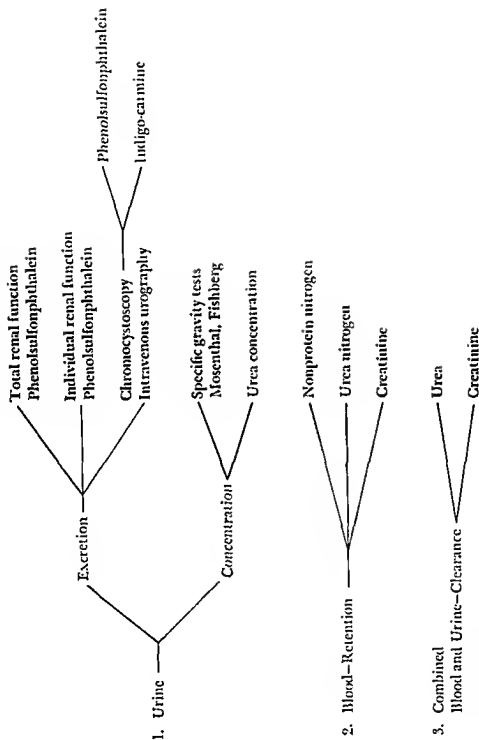 1. Urine
Excretion
Total renal function
Phenolsulfonphthalein
Individual renal function
Phenolsulfonphthalein
Chromocystoscopy
Intravenous urography
Phenolsulfonphthalein
Indigo-carmine
Concentration
Specific gravity tests
Mosenthal, Fishberg
Urea concentration
2. Blood–Retention
Nonprotein nitrogen
Urea nitrogen
Creatinine
3. Combined
Blood and Urine–Clearance
Urea
Creatinine